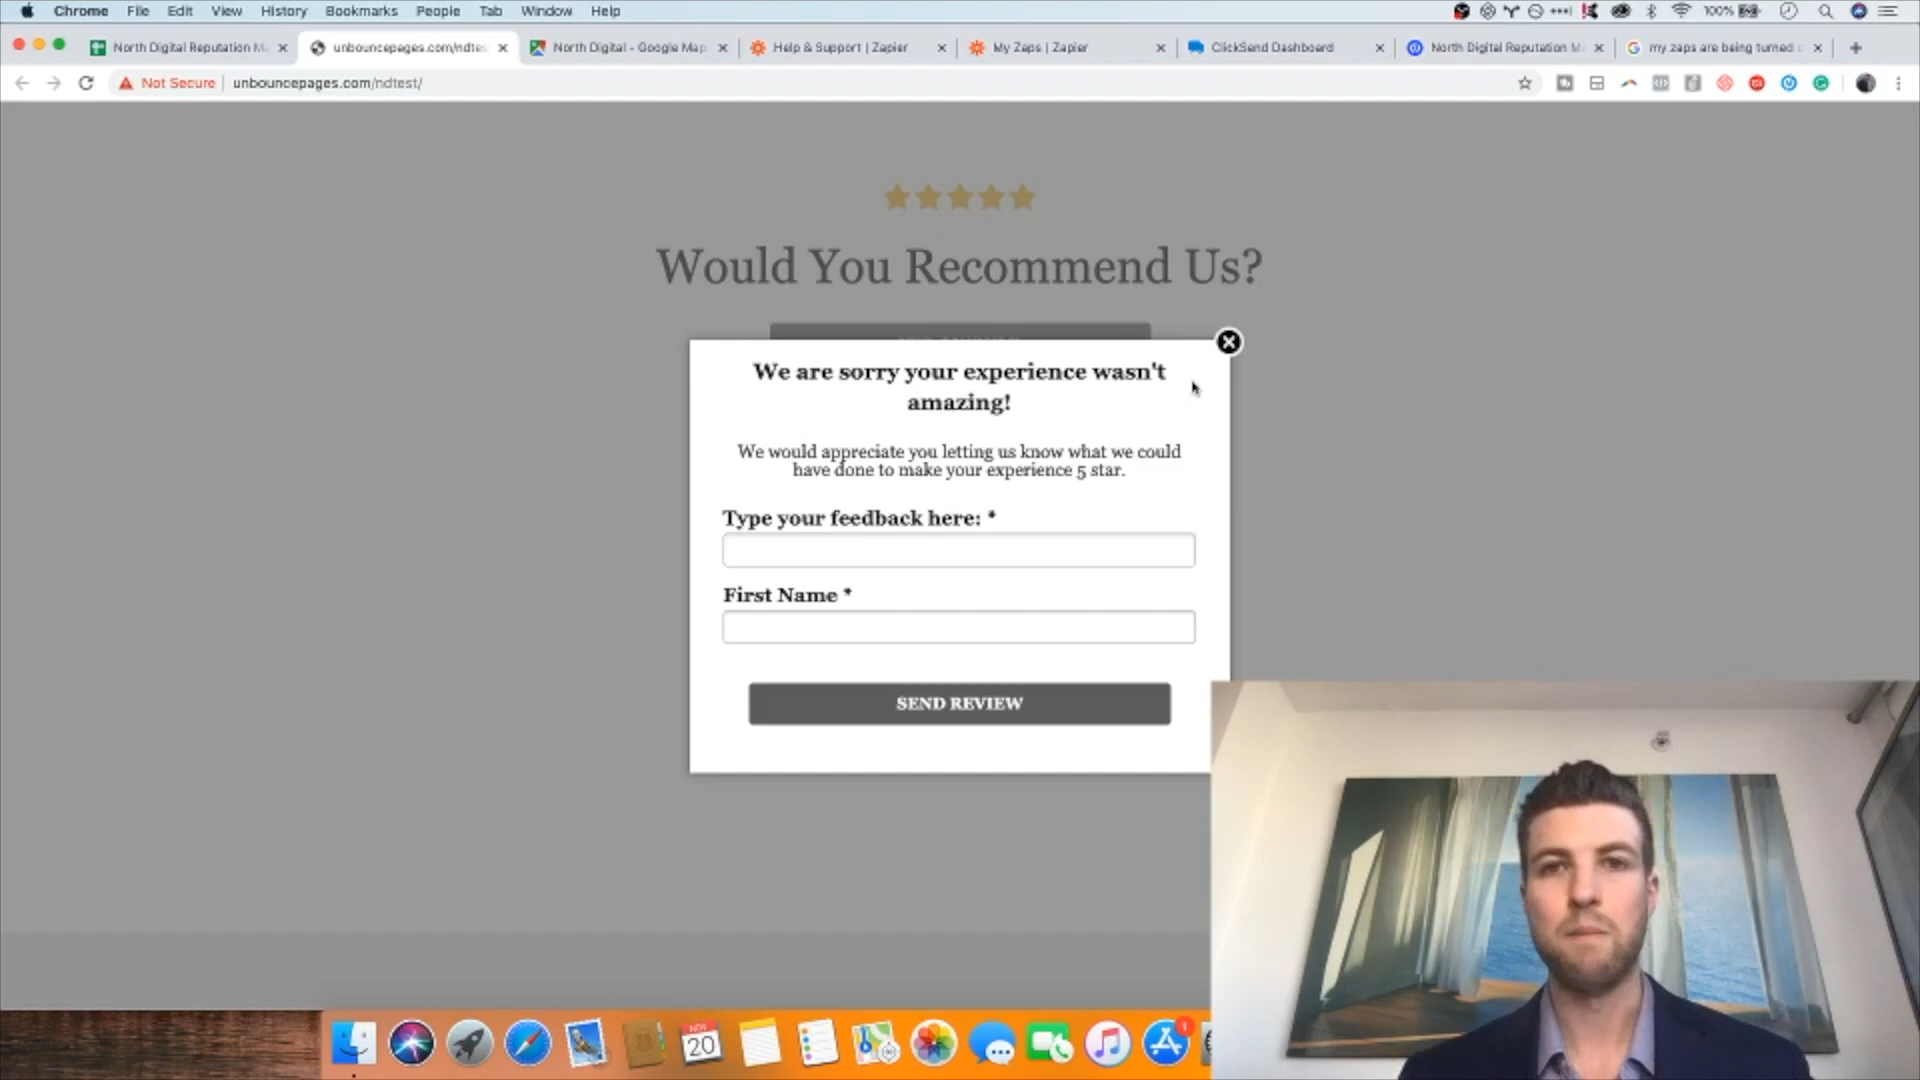 Chrome File Edit View History Bookmarks People Tab Window Help
100%
North Digital Reputation M
unbouncepages.com/ndtes
North Digital - Google Map
Help & Support | Zapier
My Zaps | Zapier
ClickSend Dashboard
North Digital Reputation M
my zaps are being turned
Not Secure unbouncepages.com/ndtest/
Would You Recommend Us?
We are sorry your experience wasn't
amazing!
We would appreciate you letting us know what we could
have done to make your experience 5 star.
Type your feedback here: *
First Name *
SEND REVIEW
NOV
20
1